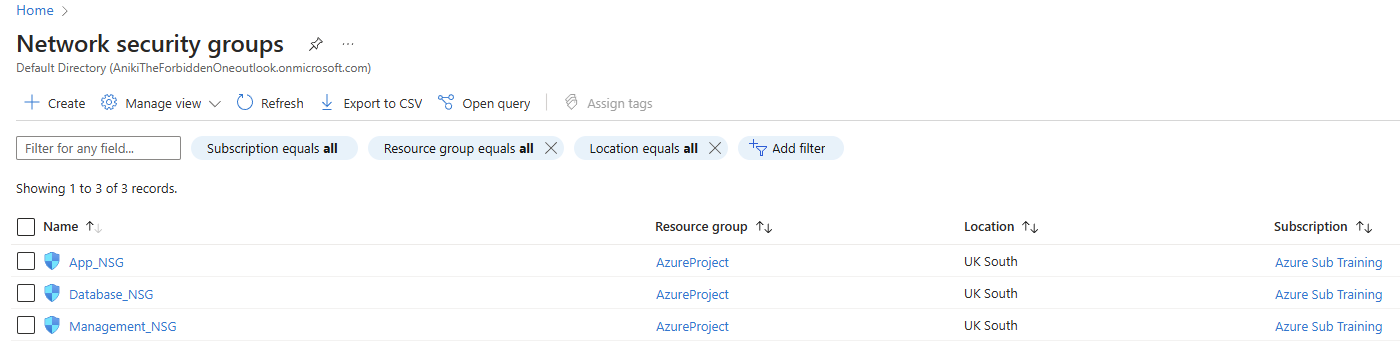 Home >
Network security groups ...
Default Directory (AnikiTheForbiddenOneoutlook.onmicrosoft.com)
Create Manage view Refresh Export to CSV Open query Assign tags
Filter for any field... Subscription equals all Resource group equals all Location equals all Add filter
Showing 1 to 3 of 3 records.
Name Resource group Location Subscription
App_NSG AzureProject UK South Azure Sub Training
Database_NSG AzureProject UK South Azure Sub Training
Management_NSG AzureProject UK South Azure Sub Training